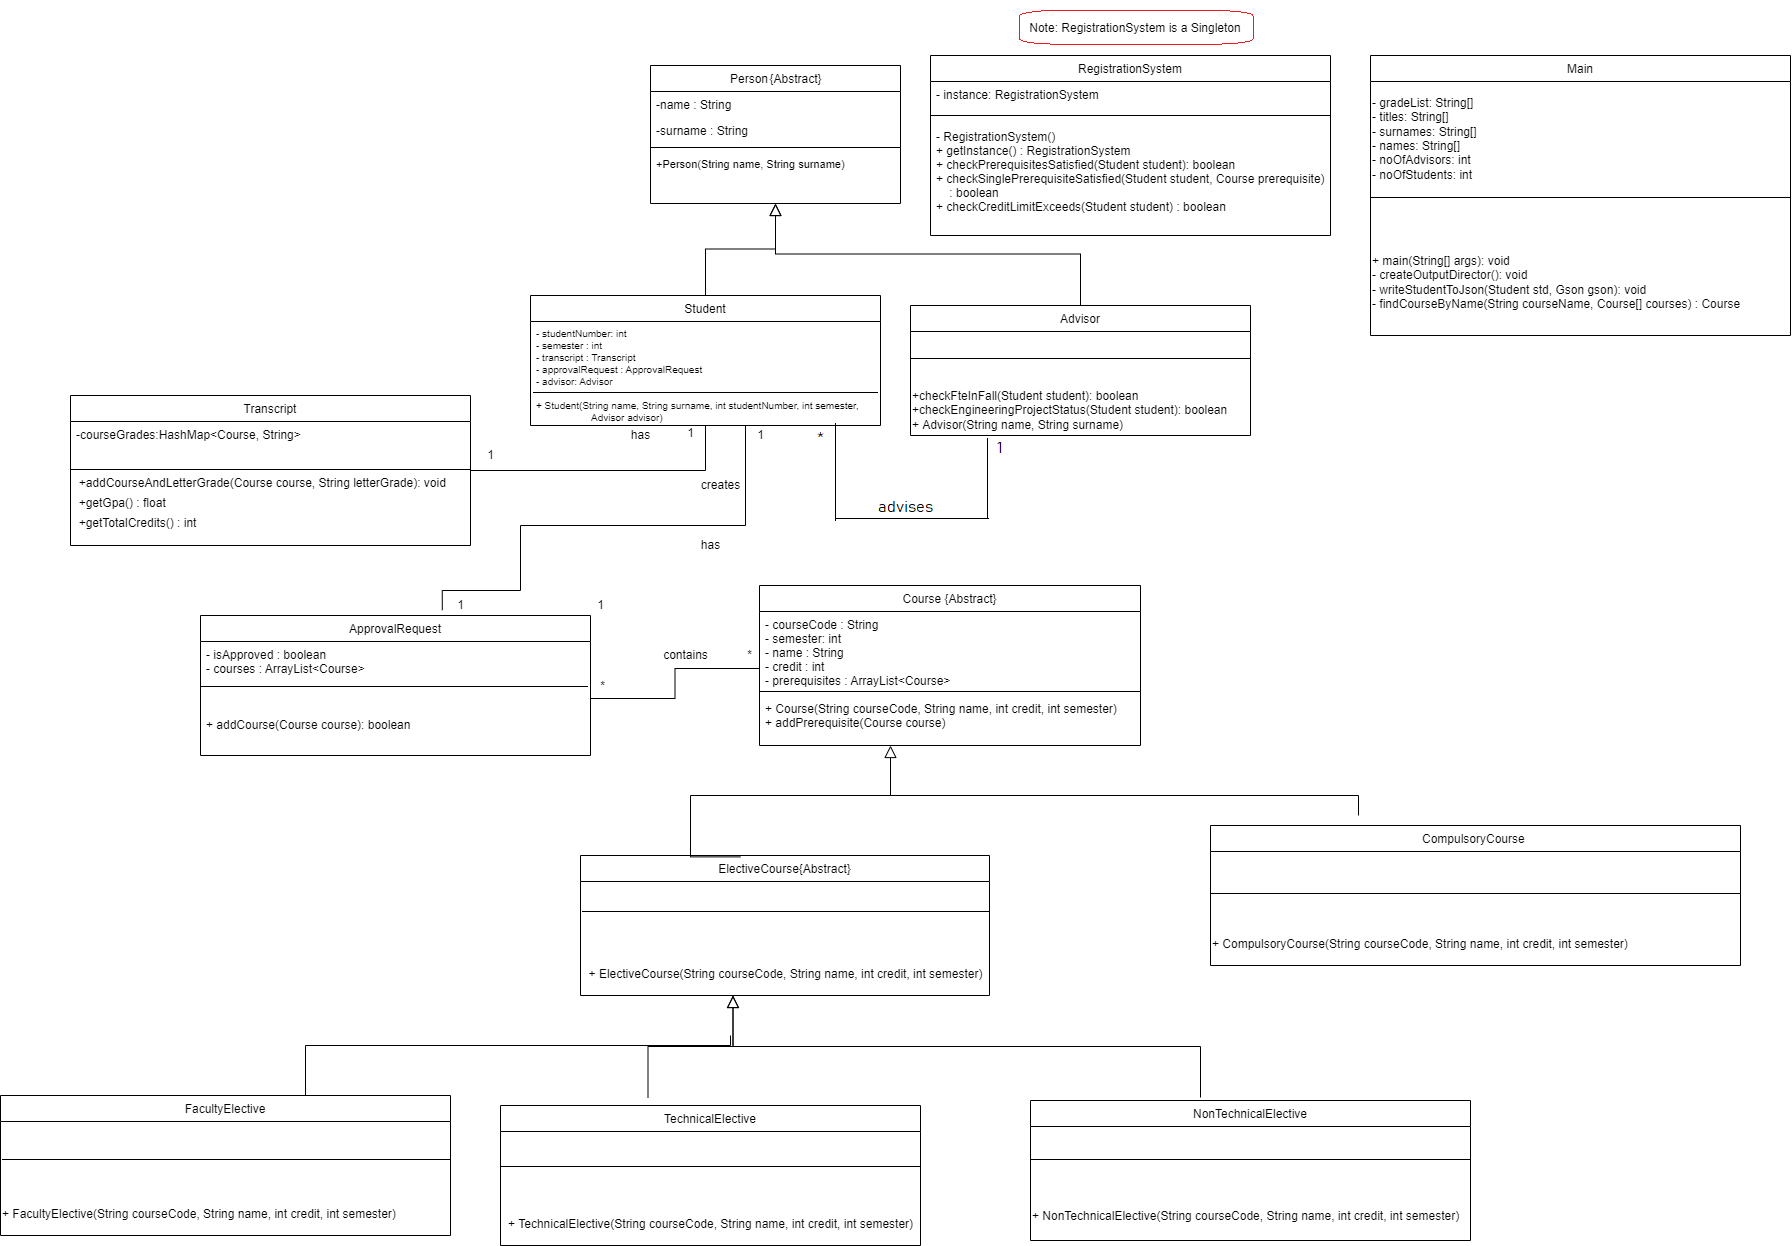 Note: RegistrationSystem is a Singleton
Person{Abstract}
-name : String
-surname : String
+Person(String name, String surname)
RegistrationSystem
- instance: RegistrationSystem
- RegistrationSystem()
+ getInstance() : RegistrationSystem
+ checkPrerequisitesSatisfied(Student student): boolean
+ checkSinglePrerequisiteSatisfied(Student student, Course prerequisite)
: boolean
+ checkCreditLimitExceeds(Student student) : boolean
Main
- gradeList: String[]
- titles: String[]
- surnames: String[]
- names: String[]
- noOfAdvisors: int
- noOfStudents: int
+ main(String[] args): void
- createOutputDirector(): void
- writeStudentToJson(Student std, Gson gson): void
- findCourseByName(String courseName, Course[] courses) : Course
Student
- studentNumber: int
- semester : int
- transcript : Transcript
- approvalRequest : ApprovalRequest
- advisor: Advisor
+ Student(String name, String surname, int studentNumber, int semester,
Advisor advisor)
Advisor
+checkFteInFall(Student student): boolean
+checkEngineeringProjectStatus(Student student): boolean
+ Advisor(String name, String surname)
Transcript
-courseGrades:HashMap<Course, String>
+addCourseAndLetterGrade(Course course, String letterGrade): void
+getGpa() : float
+getTotalCredits() : int
has
1
1
*
1
1
creates
advises
has
1
1
ApprovalRequest
- isApproved : boolean
- courses : ArrayList<Course>
+ addCourse(Course course): boolean
contains
*
*
Course {Abstract}
- courseCode : String
- semester: int
- name : String
- credit : int
- prerequisites : ArrayList<Course>
+ Course(String courseCode, String name, int credit, int semester)
+ addPrerequisite(Course course)
ElectiveCourse{Abstract}
+ ElectiveCourse(String courseCode, String name, int credit, int semester)
CompulsoryCourse
+ CompulsoryCourse(String courseCode, String name, int credit, int semester)
FacultyElective
+ FacultyElective(String courseCode, String name, int credit, int semester)
TechnicalElective
+ TechnicalElective(String courseCode, String name, int credit, int semester)
NonTechnicalElective
+ NonTechnicalElective(String courseCode, String name, int credit, int semester)